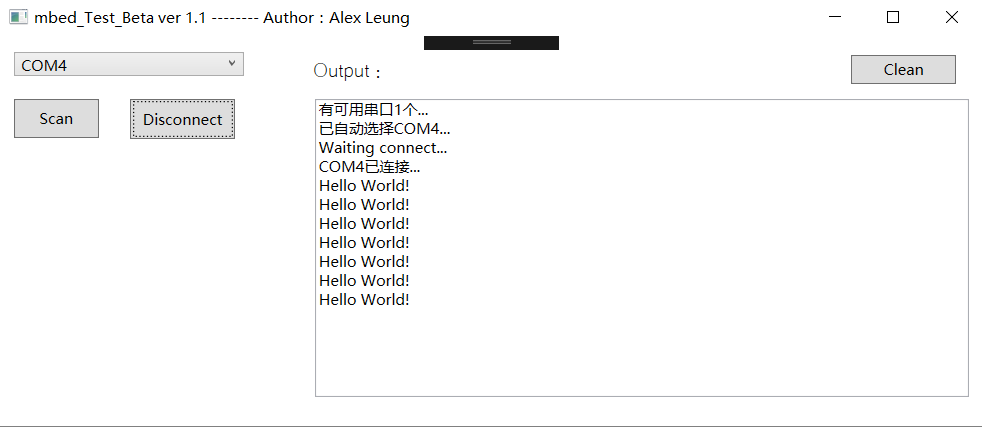 mbed_Test_Beta ver 1.1 -------- Author：Alex Leung
COM4
Output：
Clean
Scan
Disconnect
有可用串口1个...
已自动选择COM4...
Waiting connect...
COM4已连接...
Hello World!
Hello World!
Hello World!
Hello World!
Hello World!
Hello World!
Hello World!